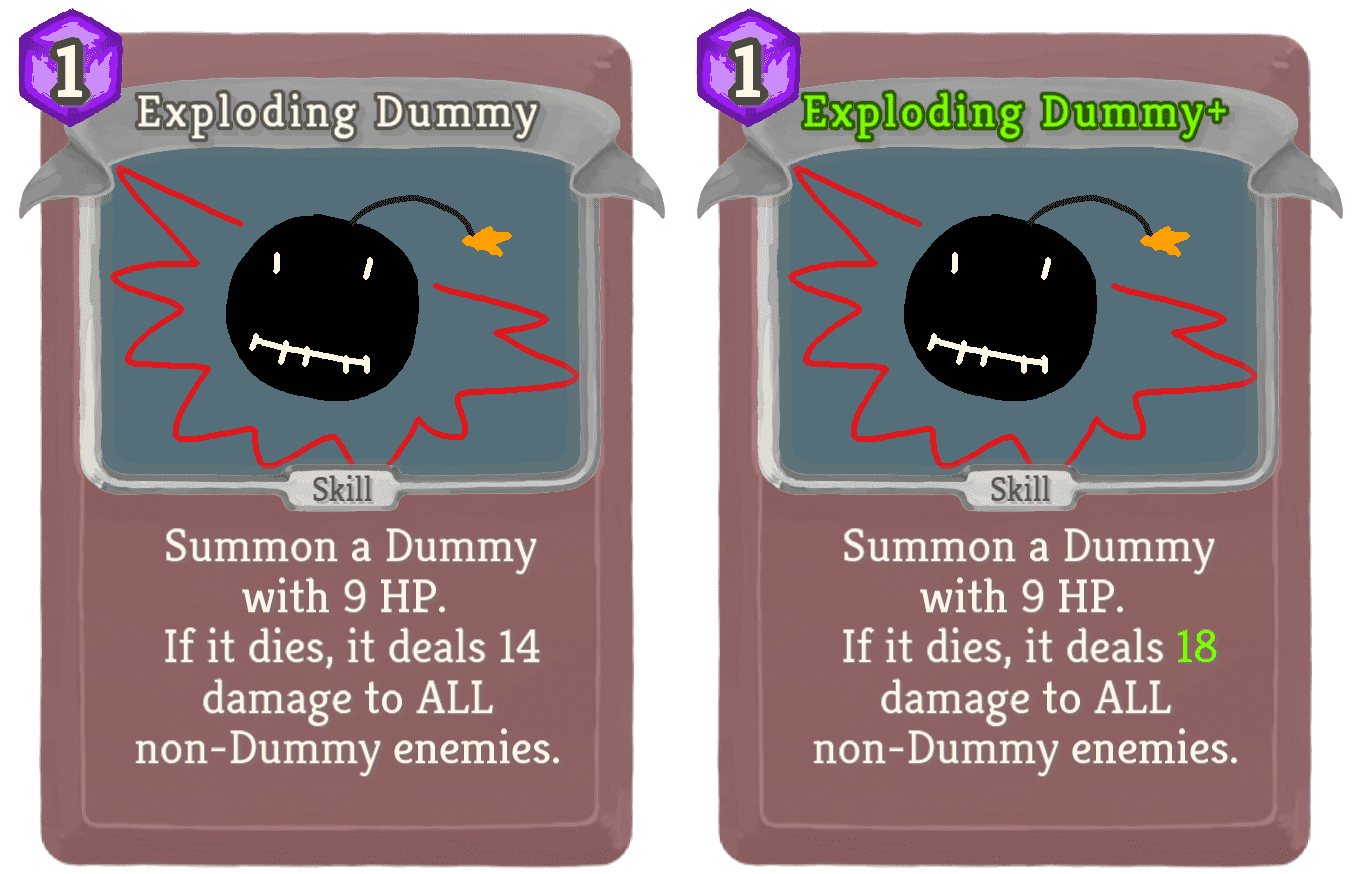 1
Exploding Dummy
Skill
Summon a Dummy
with 9 HP.
If it dies, it deals 14
damage to ALL
non-Dummy enemies.
1
Exploding Dummy+
Skill
Summon a Dummy
with 9 HP.
If it dies, it deals 18
damage to ALL
non-Dummy enemies.